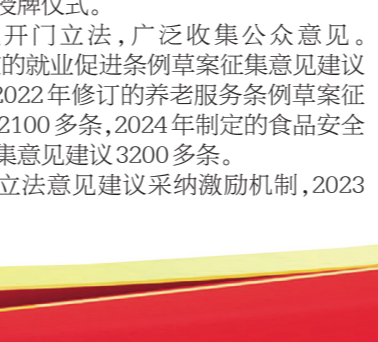 授牌仪式。
开门立法,广泛收集公众意见。
的就业促进条例草案征集意见建议
2022年修订的养老服务条例草案征
2100多条,2024年制定的食品安全
集意见建议3200多条。
立法意见建议采纳激励机制,2023